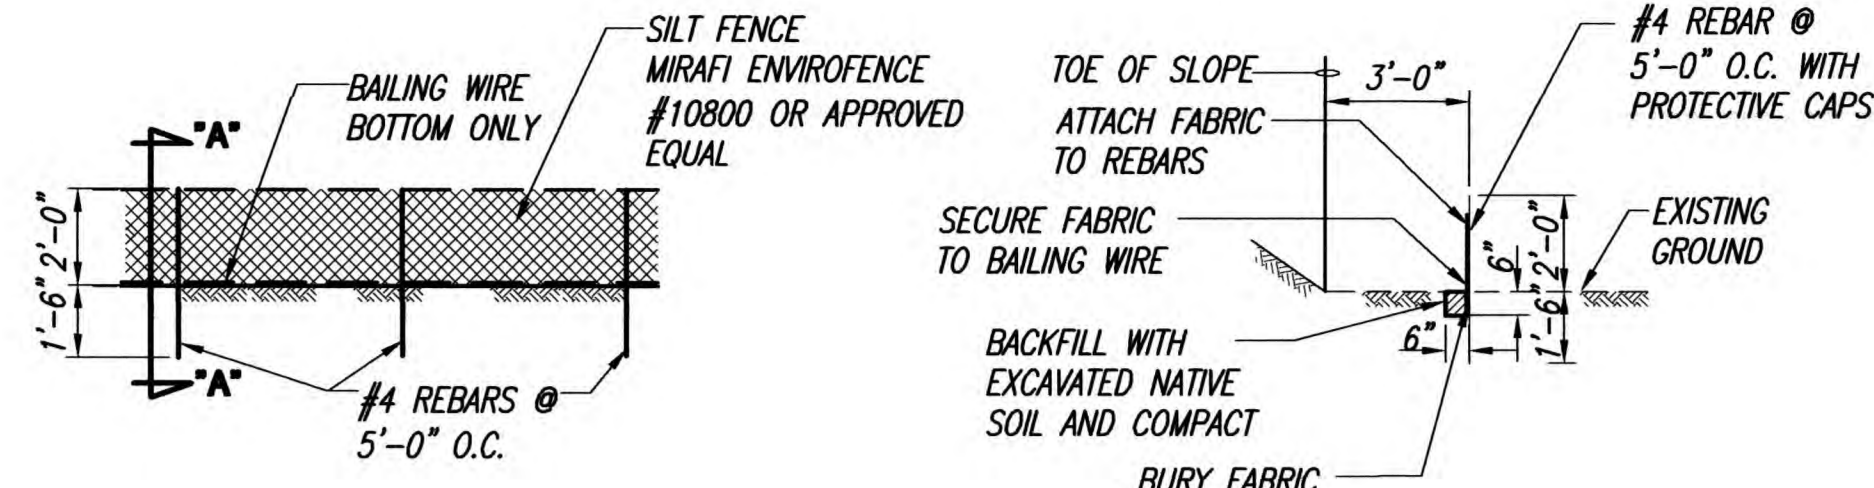 SILT FENCE
MIRAFI ENVIROFENCE
#10800 OR APPROVED
EQUAL
BAILING WIRE
BOTTOM ONLY
"A"
2'-0"
1'-6"
"A"
#4 REBARS @
5'-0" O.C.
#4 REBAR @
5'-0" O.C. WITH
PROTECTIVE CAPS
TOE OF SLOPE
3'-0"
ATTACH FABRIC
TO REBARS
SECURE FABRIC
TO BAILING WIRE
EXISTING
GROUND
6"
2'-0"
1'-6"
6"
BACKFILL WITH
EXCAVATED NATIVE
SOIL AND COMPACT
BURY FABRIC